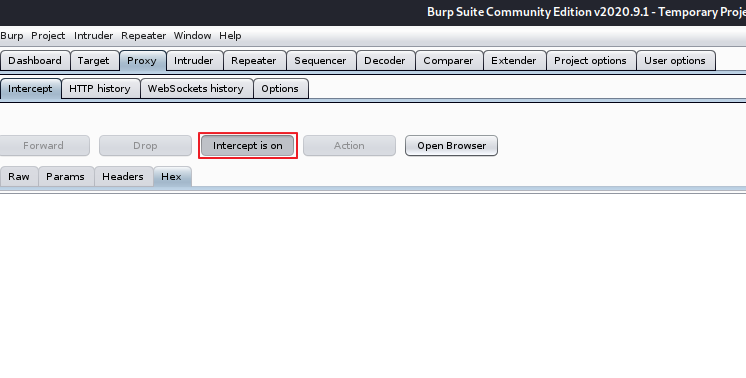 Burp Suite Community Edition v2020.9.1 - Temporary Proje
Burp Project Intruder Repeater Window Help
Dashboard Target Proxy Intruder Repeater Sequencer Decoder Comparer Extender Project options User options
Intercept HTTP history WebSockets history Options
Forward Drop Intercept is on Action Open Browser
Raw Params Headers Hex